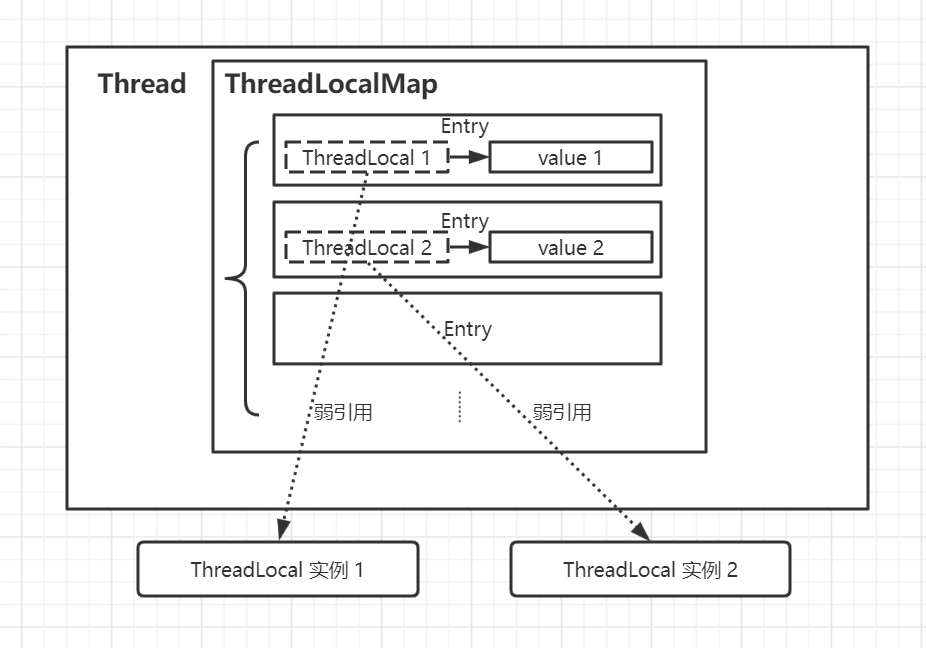 Thread
ThreadLocalMap
Entry
ThreadLocal 1
value 1
Entry
ThreadLocal 2
value 2
Entry
弱引用
弱引用
ThreadLocal 实例 1
ThreadLocal 实例 2